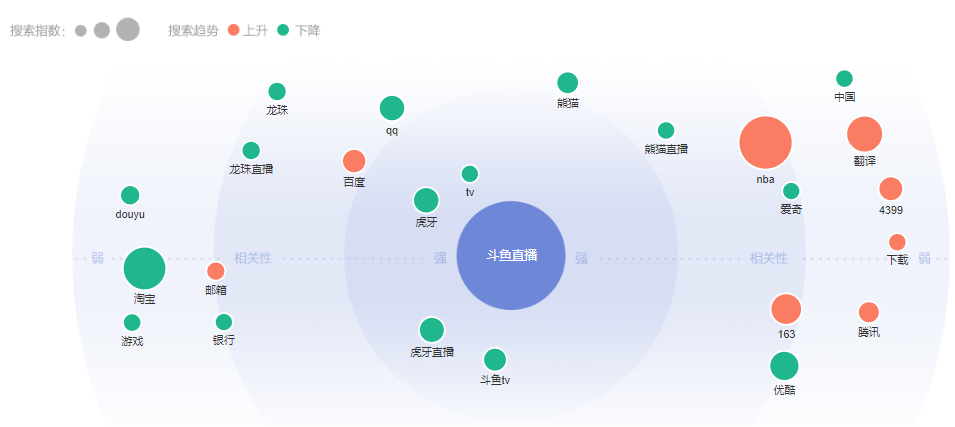 搜索指数: 搜索趋势 上升 下降
中国
熊猫
龙珠
qq
熊猫直播
龙珠直播
百度
翻译
nba
tv
爱奇
4399
douyu
虎牙
弱 相关性 强 斗鱼直播 强 相关性 弱
下载
邮箱
淘宝
163
腾讯
游戏
银行
虎牙直播
斗鱼tv
优酷